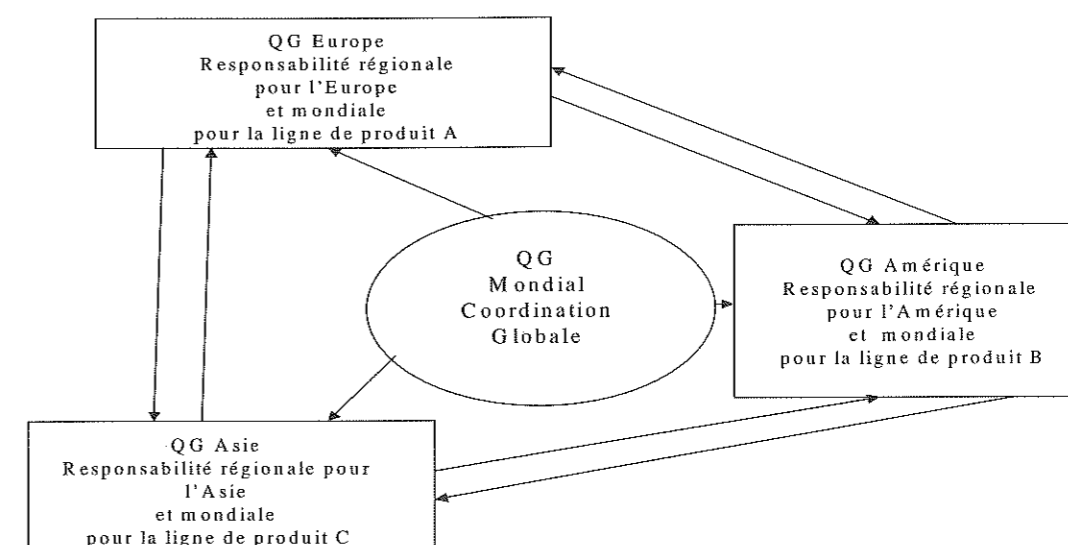 QG Europe
Responsabilité régionale
pour l'Europe
et mondiale
pour la ligne de produit A
QG
Mondial
Coordination
Globale
QG Amérique
Responsabilité régionale
pour l'Amérique
et mondiale
pour la ligne de produit B
QG Asie
Responsabilité régionale pour
l'Asie
et mondiale
pour la ligne de produit C